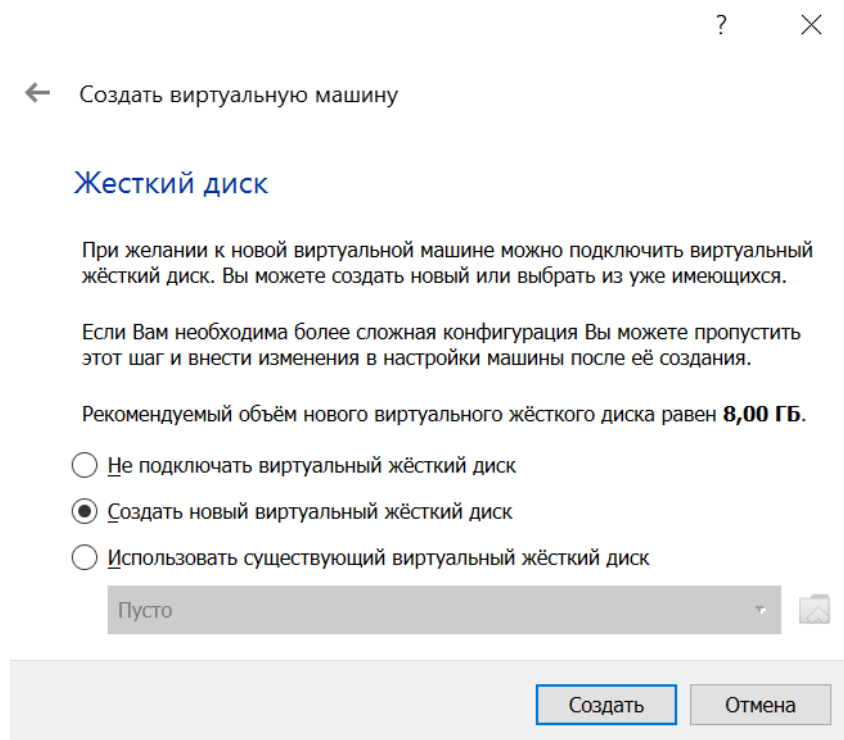 ?
Создать виртуальную машину
Жесткий диск
При желании к новой виртуальной машине можно подключить виртуальный
жёсткий диск. Вы можете создать новый или выбрать из уже имеющихся.
Если Вам необходима более сложная конфигурация Вы можете пропустить
этот шаг и внести изменения в настройки машины после её создания.
Рекомендуемый объём нового виртуального жёсткого диска равен 8,00 ГБ.
Не подключать виртуальный жёсткий диск
Создать новый виртуальный жёсткий диск
Использовать существующий виртуальный жёсткий диск
Пусто
Создать
Отмена